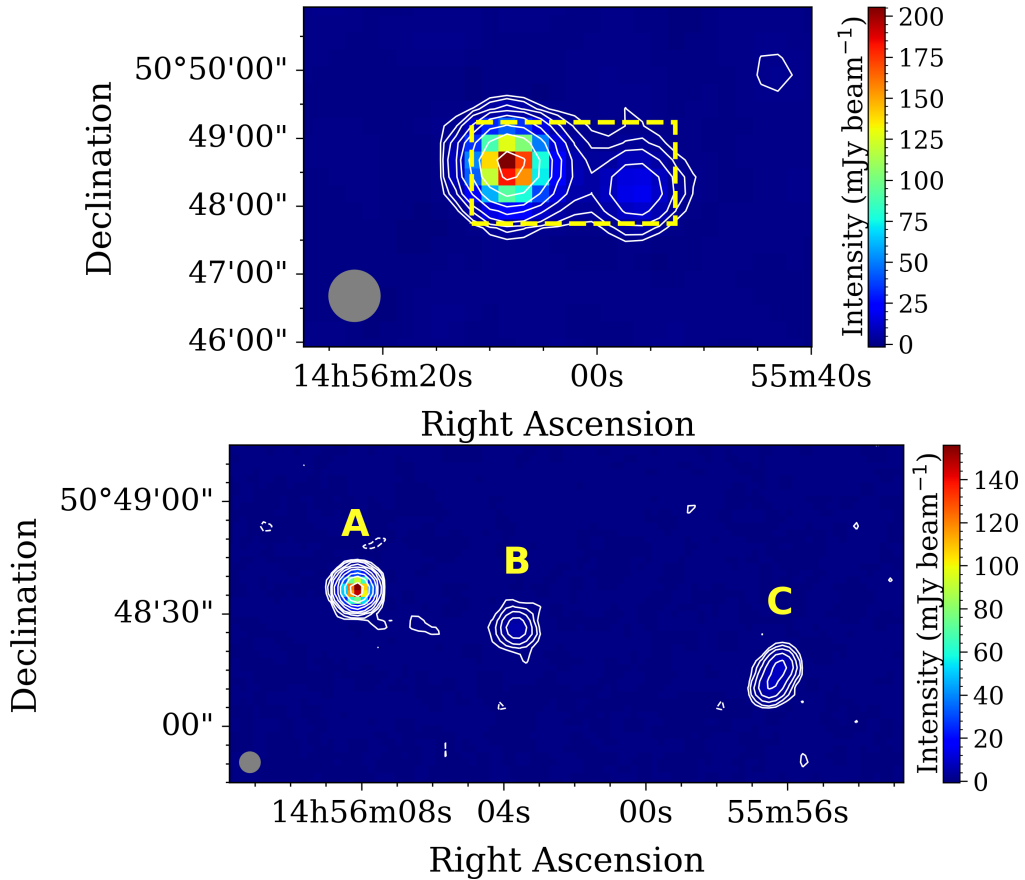 50°50'00"
49'00"
48'00"
47'00"
46'00"
Declination
14h56m20s 00s 55m40s
Right Ascension
200
175
150
125
100
75
50
25
0
Intensity (mJy beam⁻¹)
50°49'00"
48'30"
00"
Declination
A
B
C
14h56m08s 04s 00s 55m56s
Right Ascension
140
120
100
80
60
40
20
0
Intensity (mJy beam⁻¹)